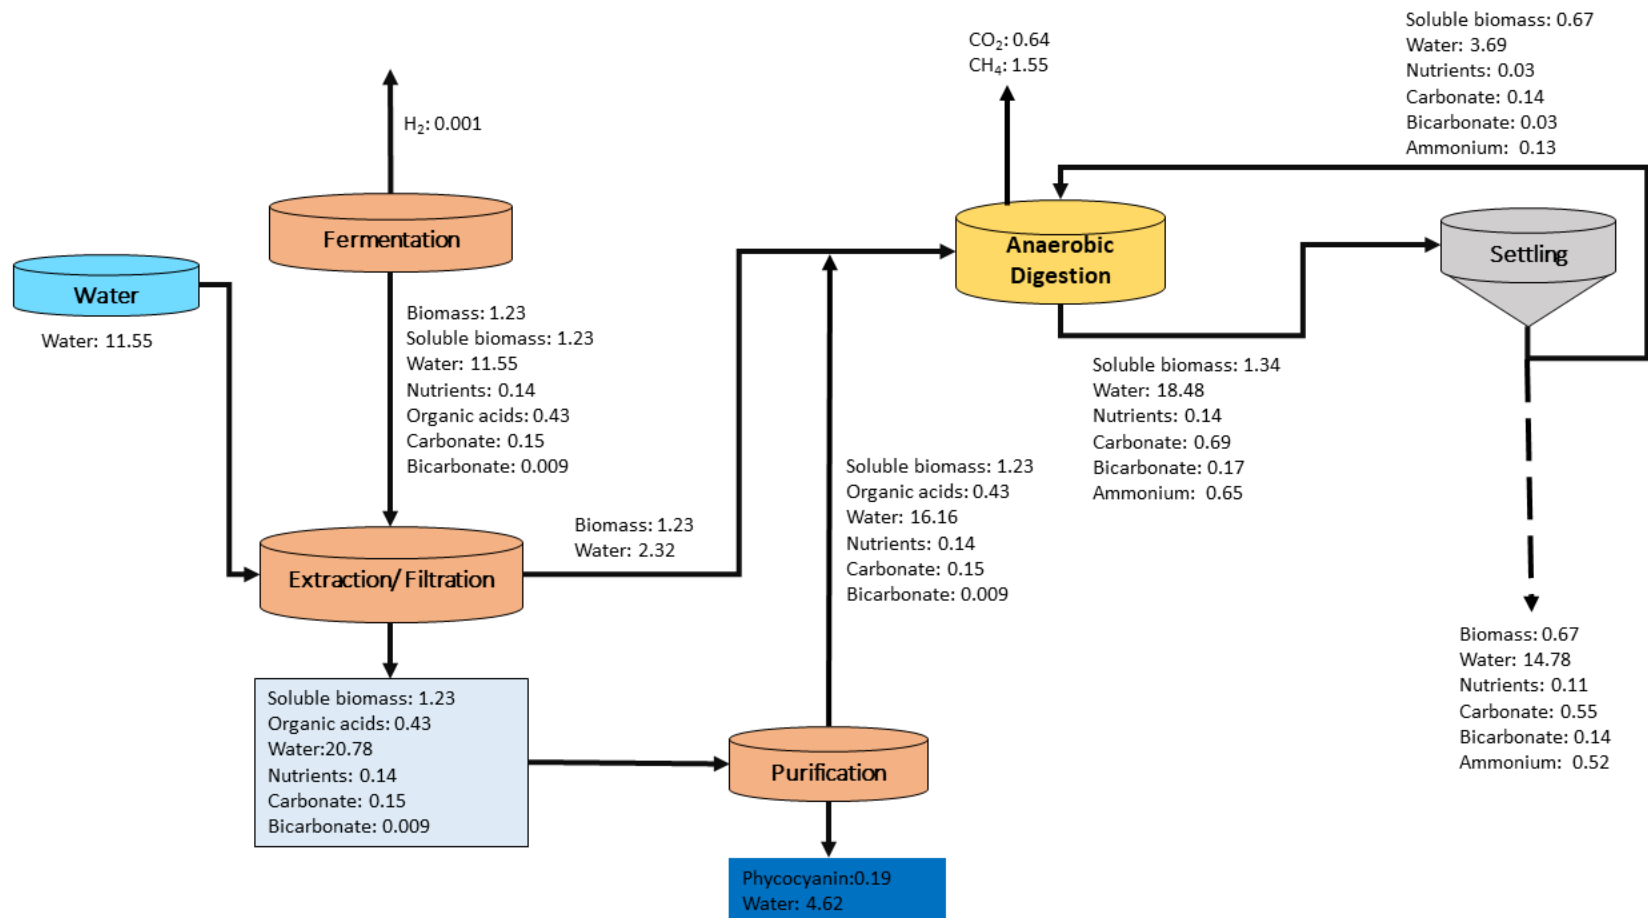 H₂: 0.001
Fermentation
Water
Water: 11.55
Biomass: 1.23
Soluble biomass: 1.23
Water: 11.55
Nutrients: 0.14
Organic acids: 0.43
Carbonate: 0.15
Bicarbonate: 0.009
Extraction/ Filtration
Biomass: 1.23
Water: 2.32
Soluble biomass: 1.23
Organic acids: 0.43
Water:20.78
Nutrients: 0.14
Carbonate: 0.15
Bicarbonate: 0.009
Purification
Phycocyanin:0.19
Water: 4.62
Soluble biomass: 1.23
Organic acids: 0.43
Water: 16.16
Nutrients: 0.14
Carbonate: 0.15
Bicarbonate: 0.009
CO₂: 0.64
CH₄: 1.55
Anaerobic
Digestion
Soluble biomass: 1.34
Water: 18.48
Nutrients: 0.14
Carbonate: 0.69
Bicarbonate: 0.17
Ammonium:  0.65
Settling
Soluble biomass: 0.67
Water: 3.69
Nutrients: 0.03
Carbonate: 0.14
Bicarbonate: 0.03
Ammonium:  0.13
Biomass: 0.67
Water: 14.78
Nutrients: 0.11
Carbonate: 0.55
Bicarbonate: 0.14
Ammonium:  0.52